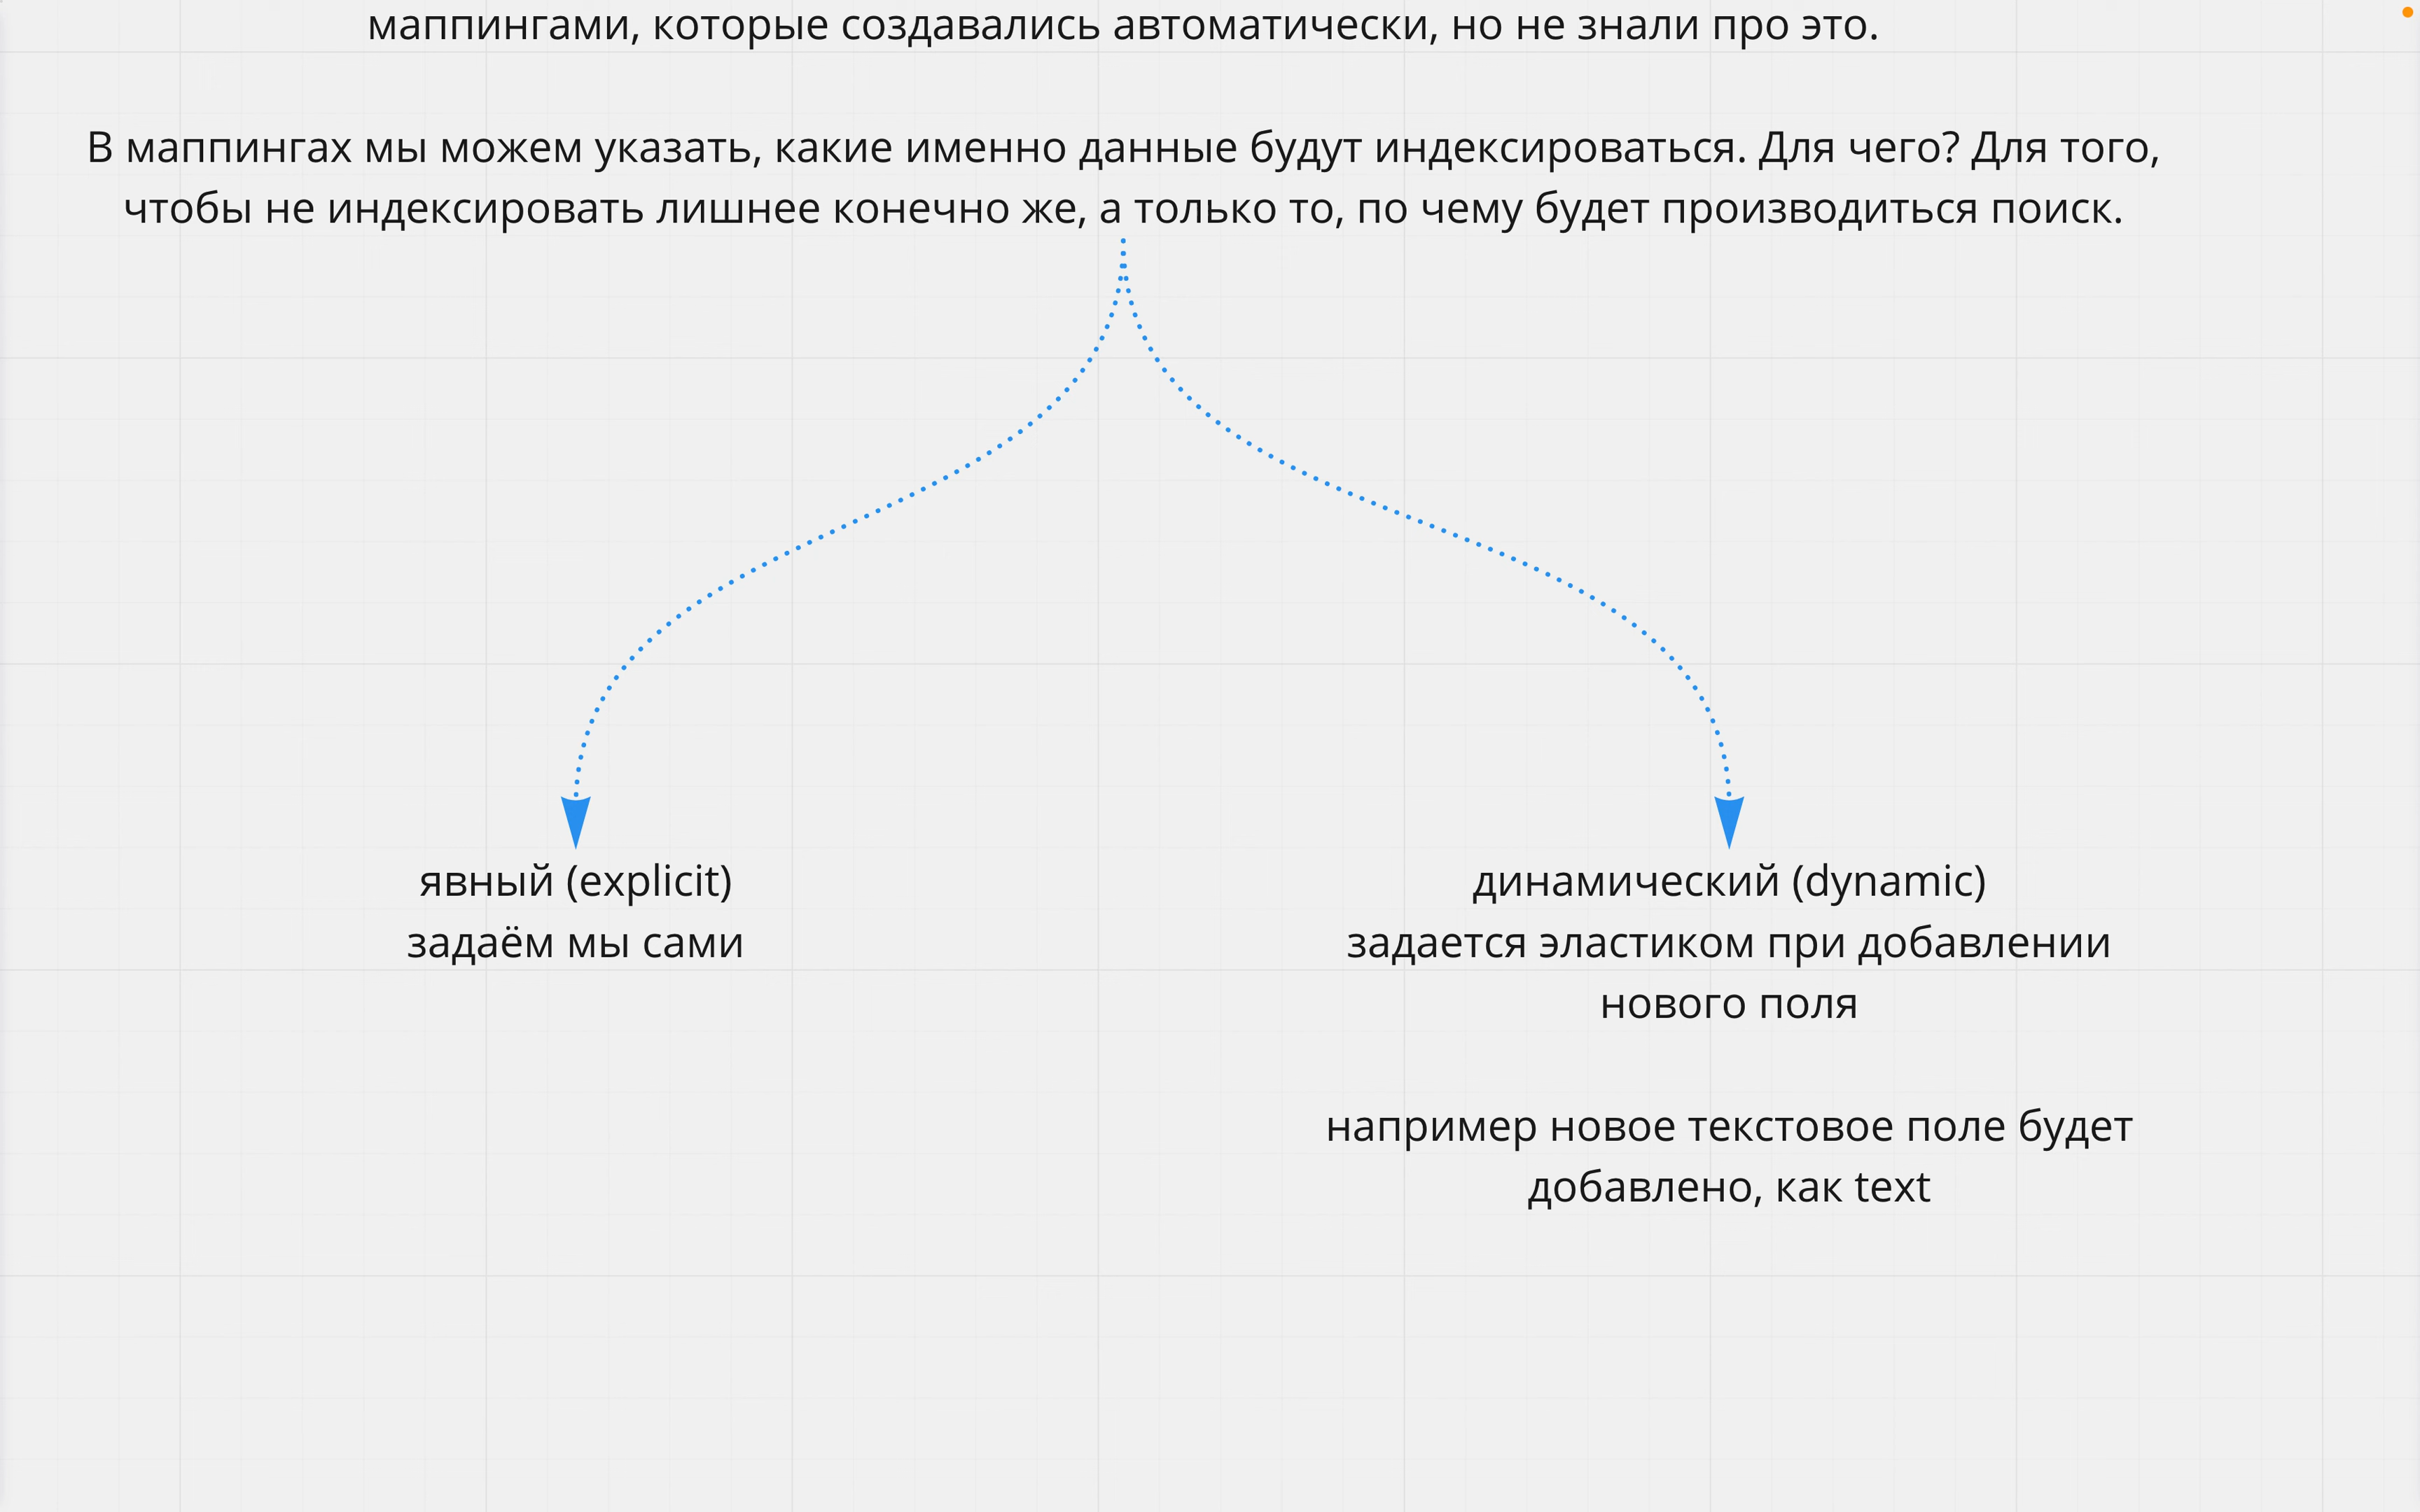 маппингами, которые создавались автоматически, но не знали про это.
В маппингах мы можем указать, какие именно данные будут индексироваться. Для чего? Для того,
чтобы не индексировать лишнее конечно же, а только то, по чему будет производиться поиск.
явный (explicit)
задаём мы сами
динамический (dynamic)
задается эластиком при добавлении
нового поля
например новое текстовое поле будет
добавлено, как text